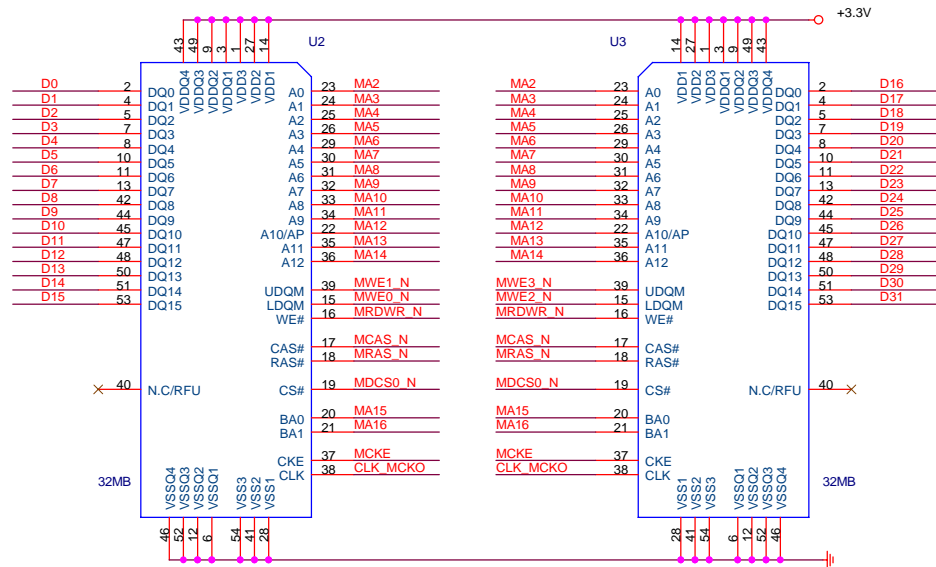 +3.3V
U2
U3
43 49 9 3 1 27 14
14 27 1 3 9 49 43
VDDQ4 VDDQ3 VDDQ2 VDDQ1 VDD3 VDD2 VDD1
VDD1 VDD2 VDD3 VDDQ1 VDDQ2 VDDQ3 VDDQ4
D0 2 DQ0 A0 23 MA2 MA2 23 A0 DQ0 2 D16
D1 4 DQ1 A1 24 MA3 MA3 24 A1 DQ1 4 D17
D2 5 DQ2 A2 25 MA4 MA4 25 A2 DQ2 5 D18
D3 7 DQ3 A3 26 MA5 MA5 26 A3 DQ3 7 D19
D4 8 DQ4 A4 29 MA6 MA6 29 A4 DQ4 8 D20
D5 10 DQ5 A5 30 MA7 MA7 30 A5 DQ5 10 D21
D6 11 DQ6 A6 31 MA8 MA8 31 A6 DQ6 11 D22
D7 13 DQ7 A7 32 MA9 MA9 32 A7 DQ7 13 D23
D8 42 DQ8 A8 33 MA10 MA10 33 A8 DQ8 42 D24
D9 44 DQ9 A9 34 MA11 MA11 34 A9 DQ9 44 D25
D10 45 DQ10 A10/AP 22 MA12 MA12 22 A10/AP DQ10 45 D26
D11 47 DQ11 A11 35 MA13 MA13 35 A11 DQ11 47 D27
D12 48 DQ12 A12 36 MA14 MA14 36 A12 DQ12 48 D28
D13 50 DQ13 DQ13 50 D29
D14 51 DQ14 UDQM 39 MWE1_N MWE3_N 39 UDQM DQ14 51 D30
D15 53 DQ15 LDQM 15 MWE0_N MWE2_N 15 LDQM DQ15 53 D31
WE# 16 MRDWR_N MRDWR_N 16 WE#
CAS# 17 MCAS_N MCAS_N 17 CAS#
RAS# 18 MRAS_N MRAS_N 18 RAS#
40 N.C/RFU CS# 19 MDCS0_N MDCS0_N 19 CS# N.C/RFU 40
BA0 20 MA15 MA15 20 BA0
BA1 21 MA16 MA16 21 BA1
CKE 37 MCKE MCKE 37 CKE
CLK 38 CLK_MCKO CLK_MCKO 38 CLK
32MB
32MB
VSSQ4 VSSQ3 VSSQ2 VSSQ1 VSS3 VSS2 VSS1
VSS1 VSS2 VSS3 VSSQ1 VSSQ2 VSSQ3 VSSQ4
46 52 12 6 54 41 28
28 41 54 6 12 52 46